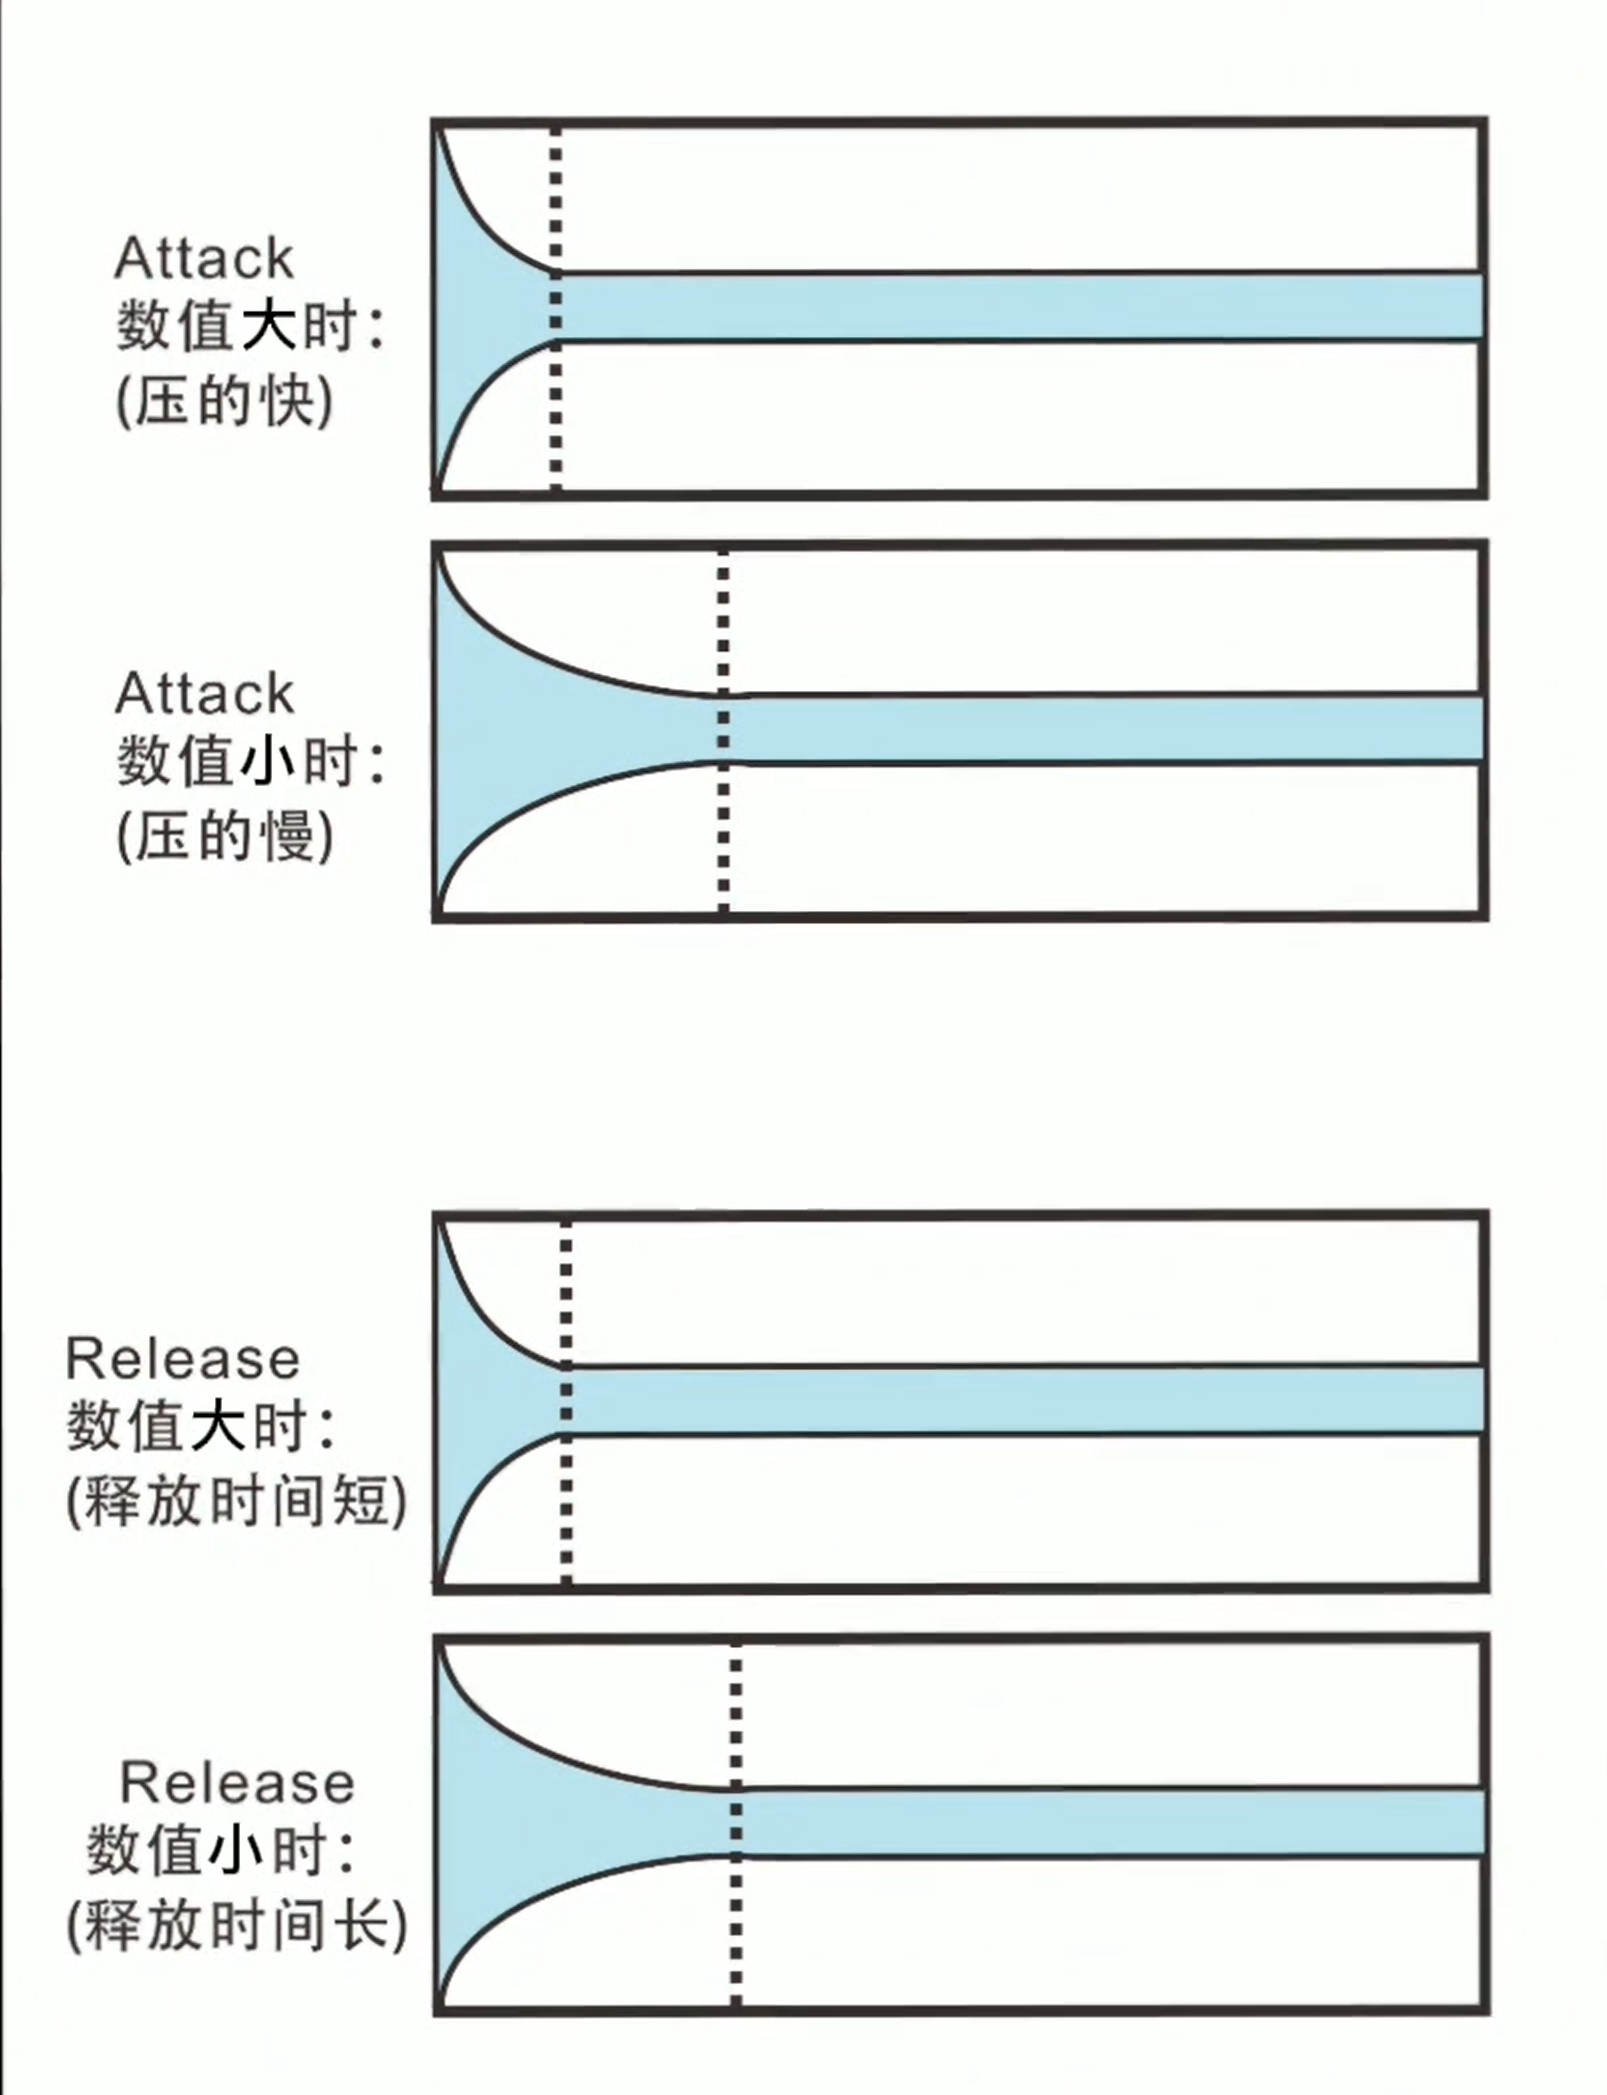 Attack
数值大时:
(压的快)
Attack
数值小时:
(压的慢)
Release
数值大时:
(释放时间短)
Release
数值小时:
(释放时间长)